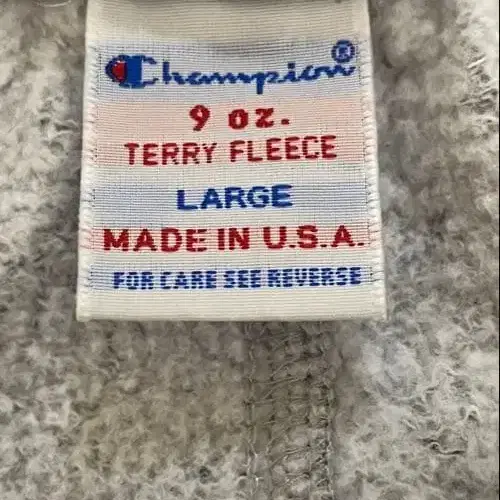 Champion®
9 oz.
TERRY FLEECE
LARGE
MADE IN U.S.A.
FOR CARE SEE REVERSE